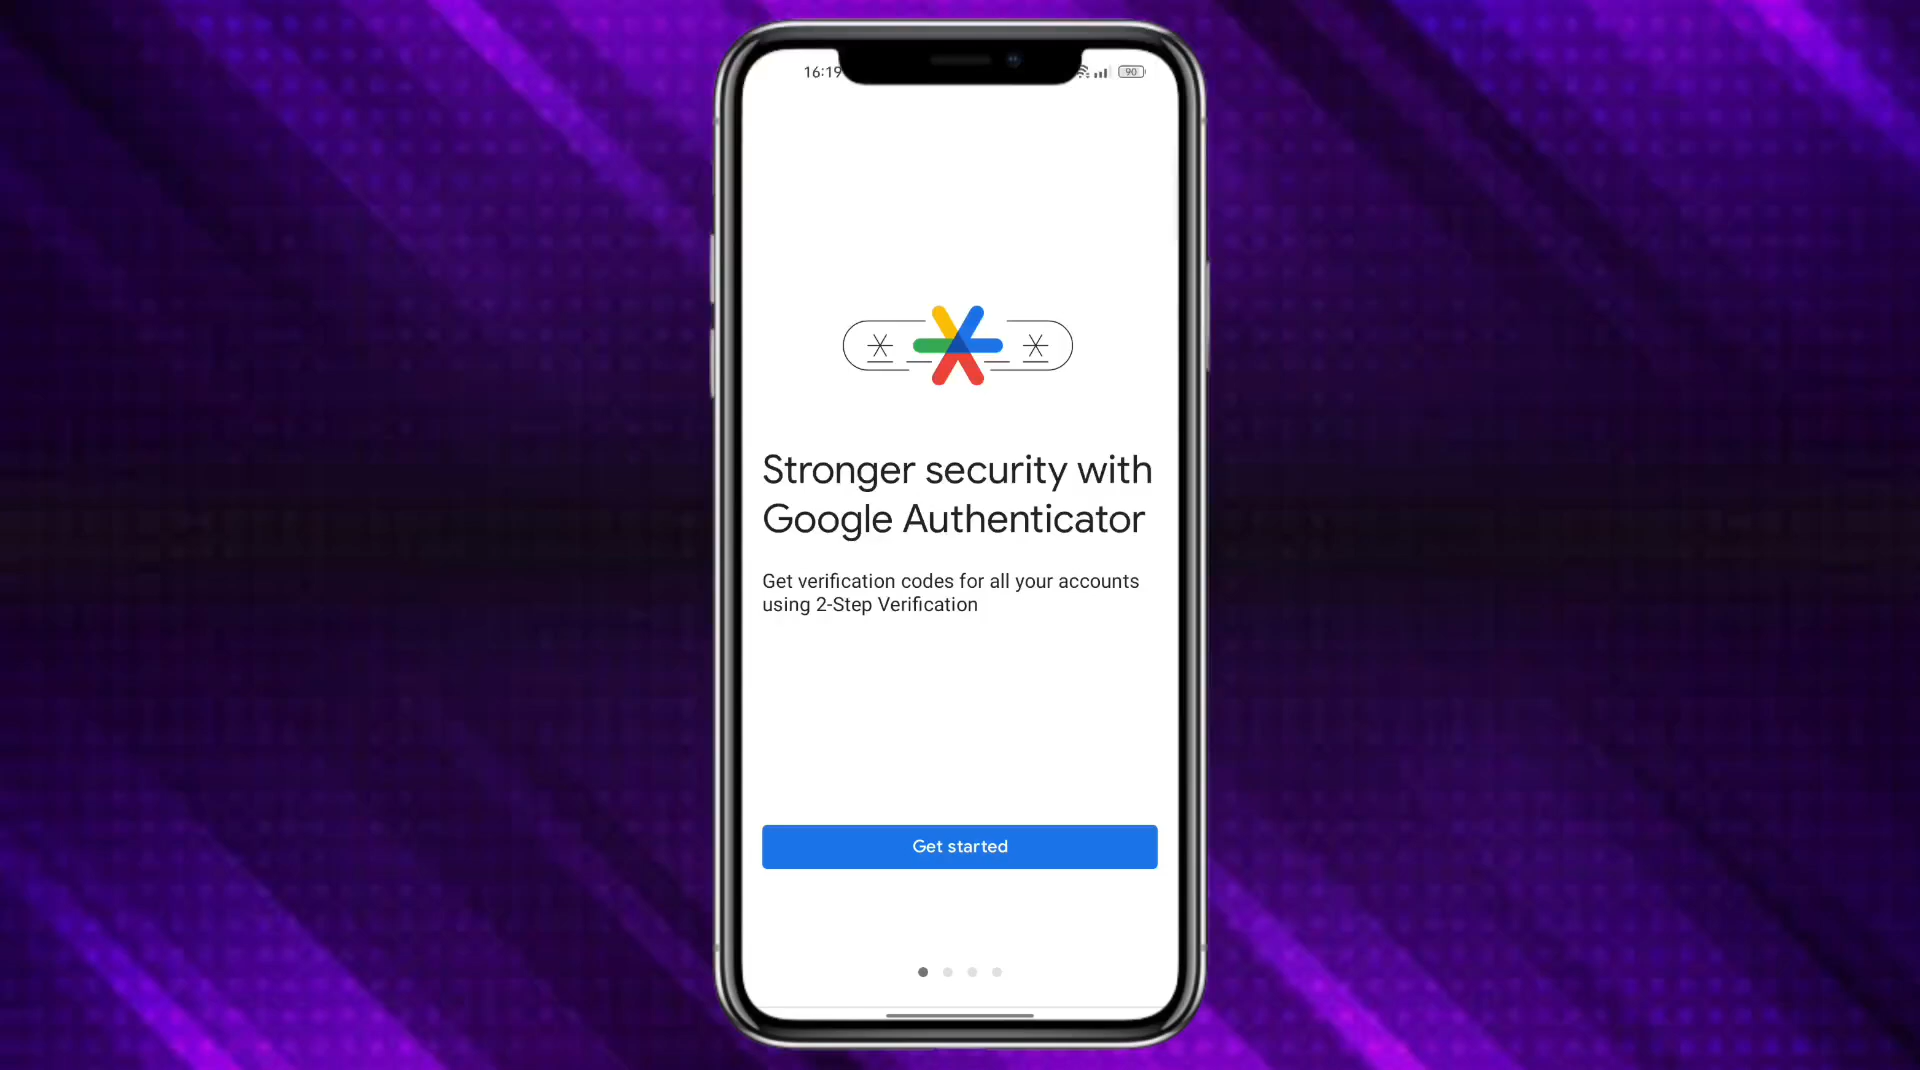 16:19
90
Stronger security with
Google Authenticator
Get verification codes for all your accounts
using 2-Step Verification
Get started